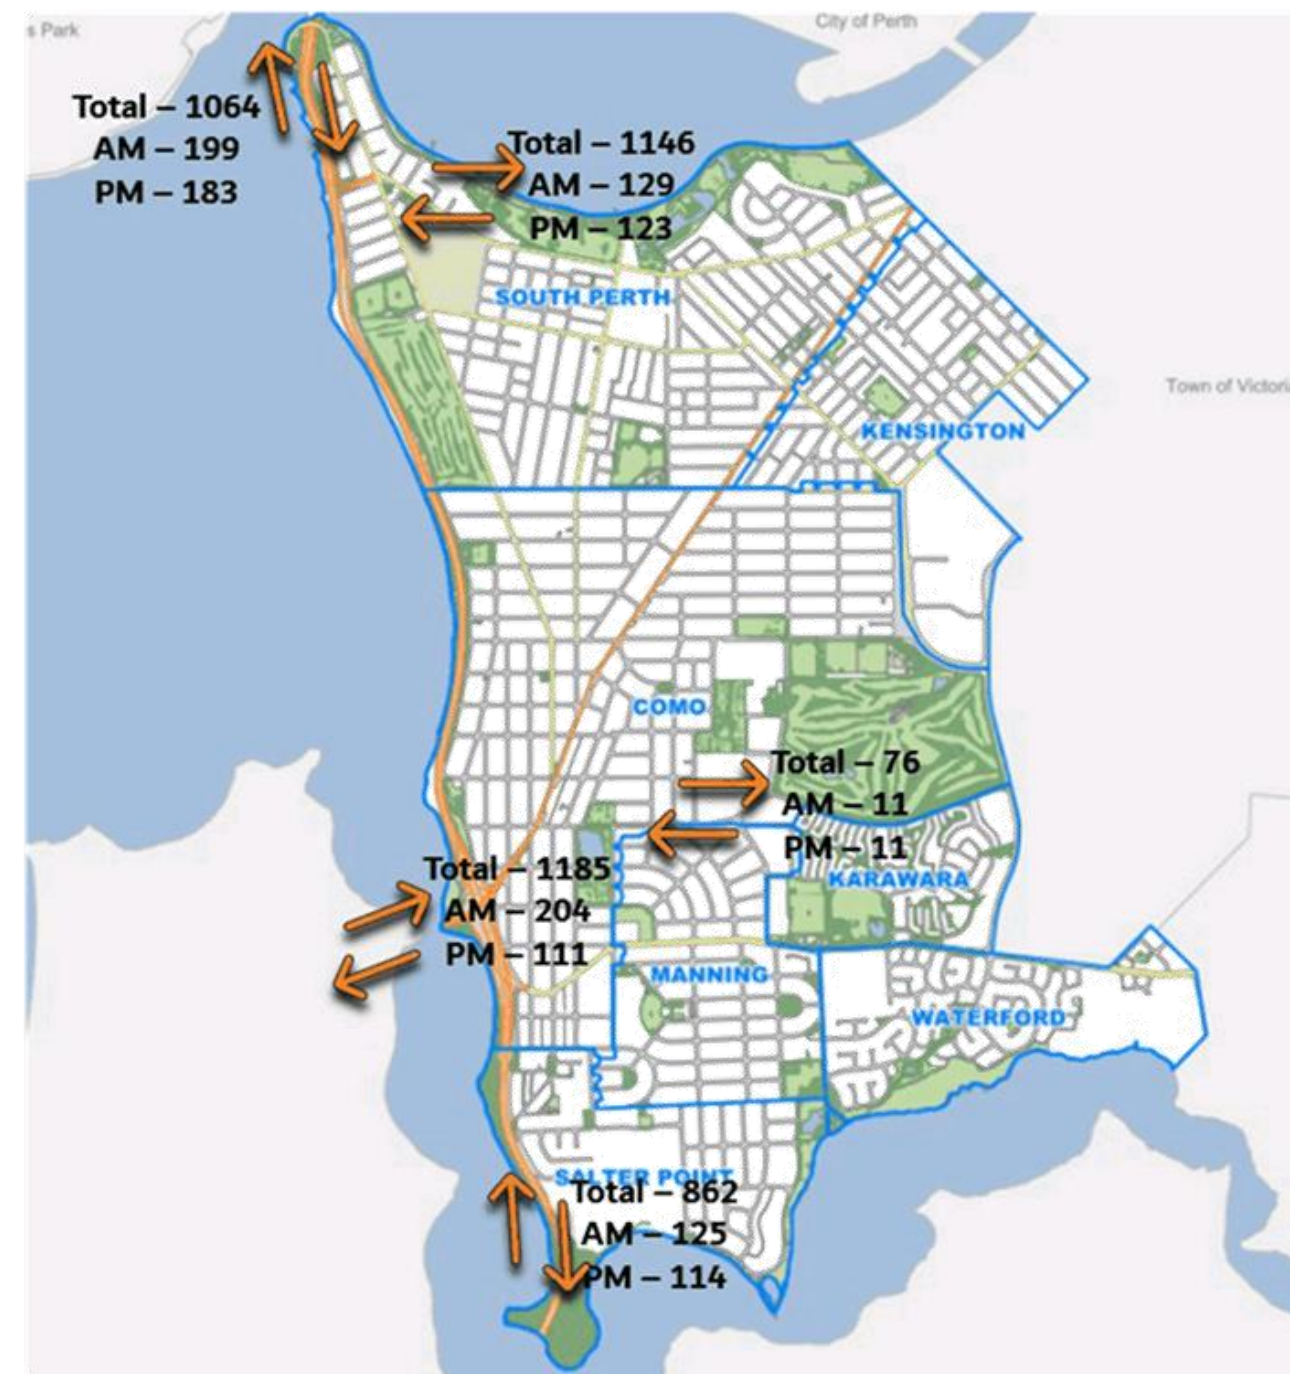 s Park
City of Perth
Total – 1064
AM – 199
PM – 183
Total – 1146
AM – 129
PM – 123
SOUTH PERTH
Town of Victoria
KENSINGTON
COMO
Total – 76
AM – 11
PM – 11
KARAWARA
Total – 1185
AM – 204
PM – 111
MANNING
WATERFORD
SALTER POINT
Total – 862
AM – 125
PM – 114